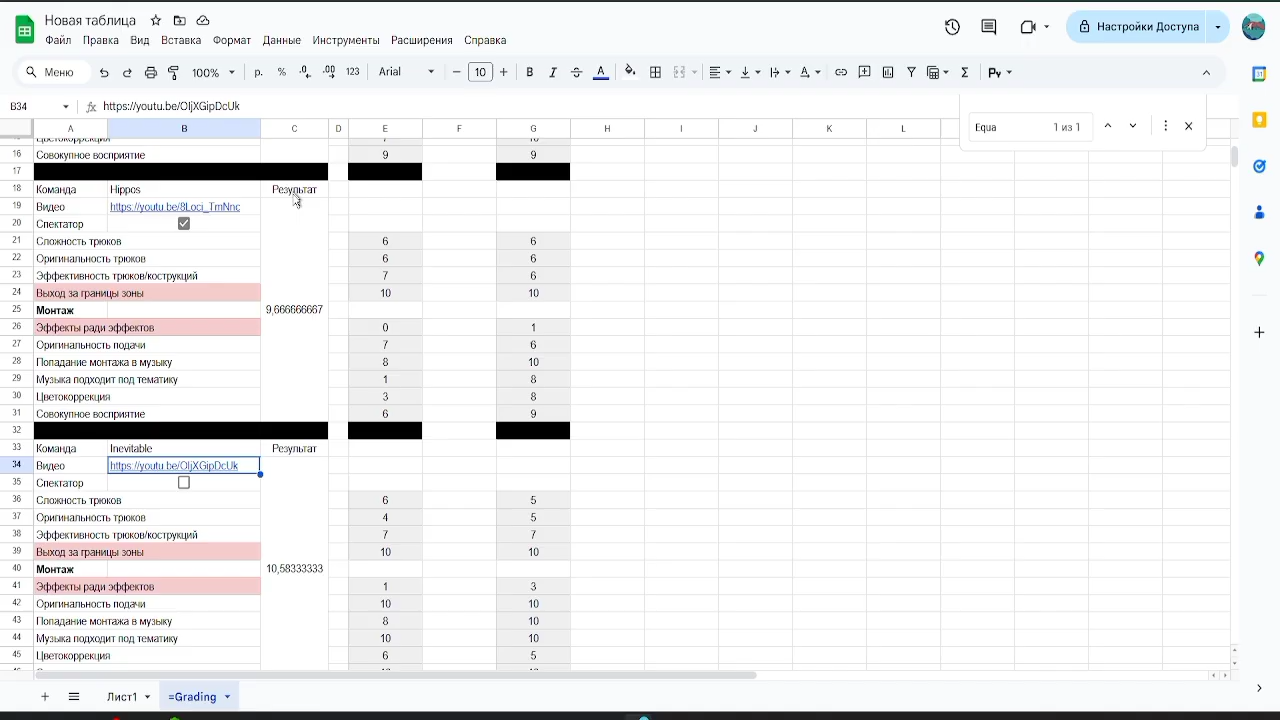 Новая таблица
Файл Правка Вид Вставка Формат Данные Инструменты Расширения Справка
Настройки Доступа
Меню 100% р. % .0 .00 123 Arial 10 B I A Σ Pv
B34 fx https://youtu.be/OljXGipDcUk
Equa 1 из 1
A B C D E F G H I J K L
16 Совокупное восприятие 9 9
17
18 Команда Hippos Результат
19 Видео https://youtu.be/8Loci_TmNnc
20 Спектатор
21 Сложность трюков 6 6
22 Оригинальность трюков 6 6
23 Эффективность трюков/кострукций 7 6
24 Выход за границы зоны 10 10
25 Монтаж 9,666666667
26 Эффекты ради эффектов 0 1
27 Оригинальность подачи 7 6
28 Попадание монтажа в музыку 8 10
29 Музыка подходит под тематику 1 8
30 Цветокоррекция 3 8
31 Совокупное восприятие 6 9
32
33 Команда Inevitable Результат
34 Видео https://youtu.be/OljXGipDcUk
35 Спектатор
36 Сложность трюков 6 5
37 Оригинальность трюков 4 5
38 Эффективность трюков/кострукций 7 7
39 Выход за границы зоны 10 10
40 Монтаж 10,58333333
41 Эффекты ради эффектов 1 3
42 Оригинальность подачи 10 10
43 Попадание монтажа в музыку 8 10
44 Музыка подходит под тематику 10 10
45 Цветокоррекция 6 5
Лист1 =Grading